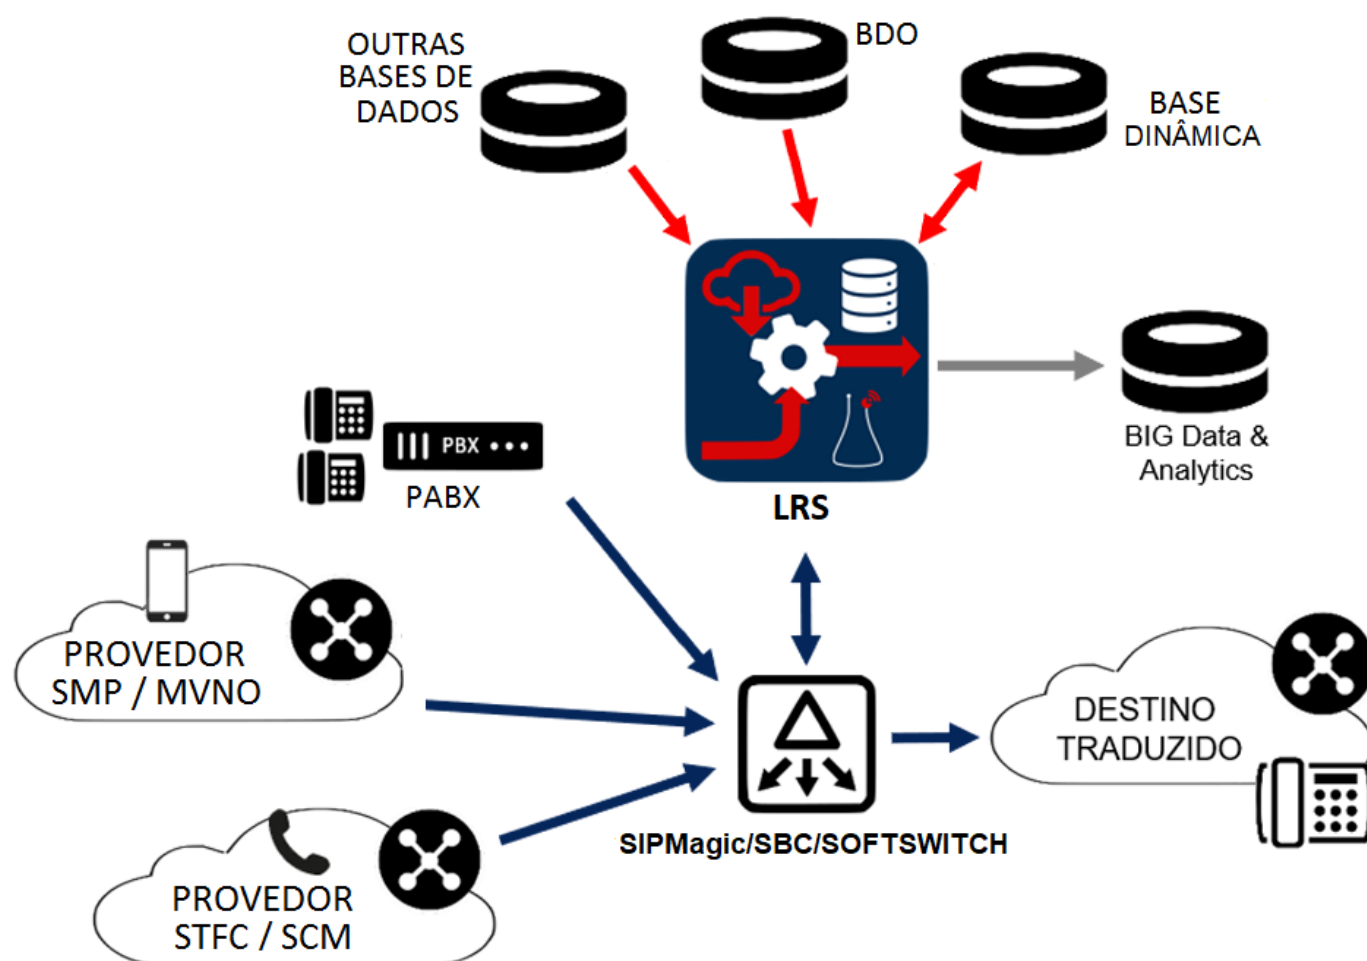 OUTRAS
BASES DE
DADOS
BDO
BASE
DINÂMICA
BIG Data &
Analytics
LRS
PBX
PABX
PROVEDOR
SMP / MVNO
DESTINO
TRADUZIDO
SIPMagic/SBC/SOFTSWITCH
PROVEDOR
STFC / SCM